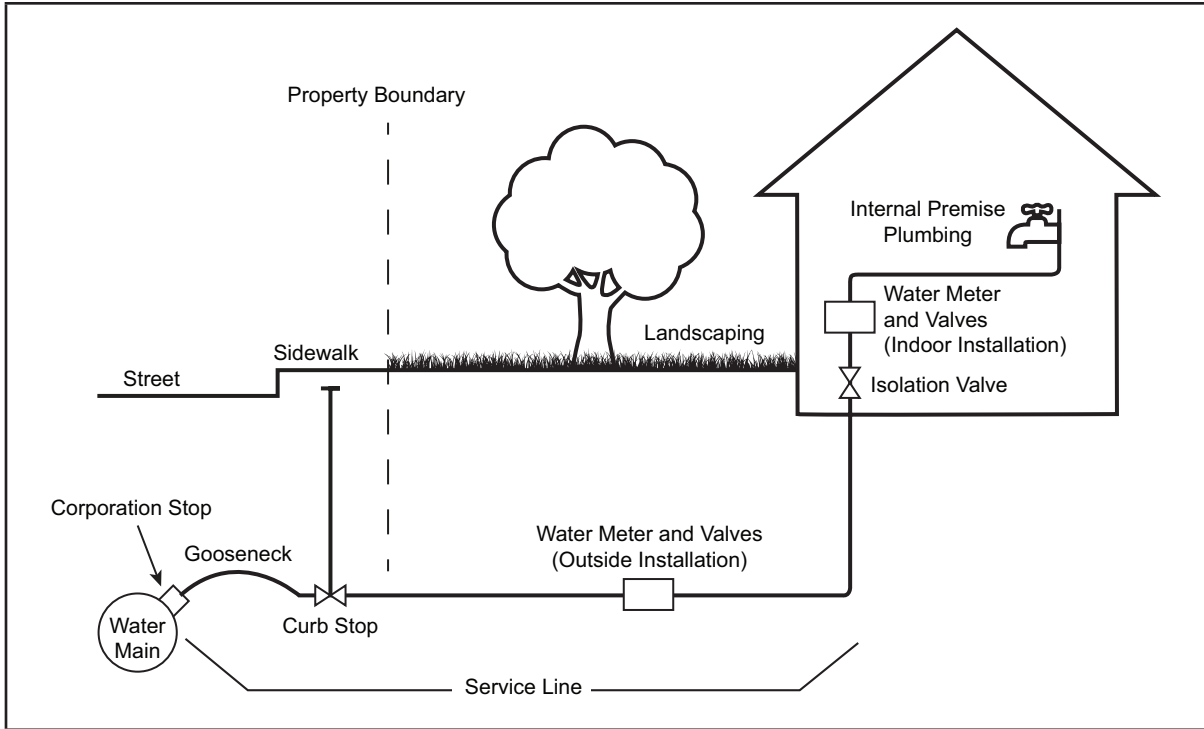 Property Boundary
Internal Premise
Plumbing
Water Meter
and Valves
(Indoor Installation)
Landscaping
Sidewalk
Street
Isolation Valve
Corporation Stop
Gooseneck
Water Meter and Valves
(Outside Installation)
Water
Main
Curb Stop
Service Line